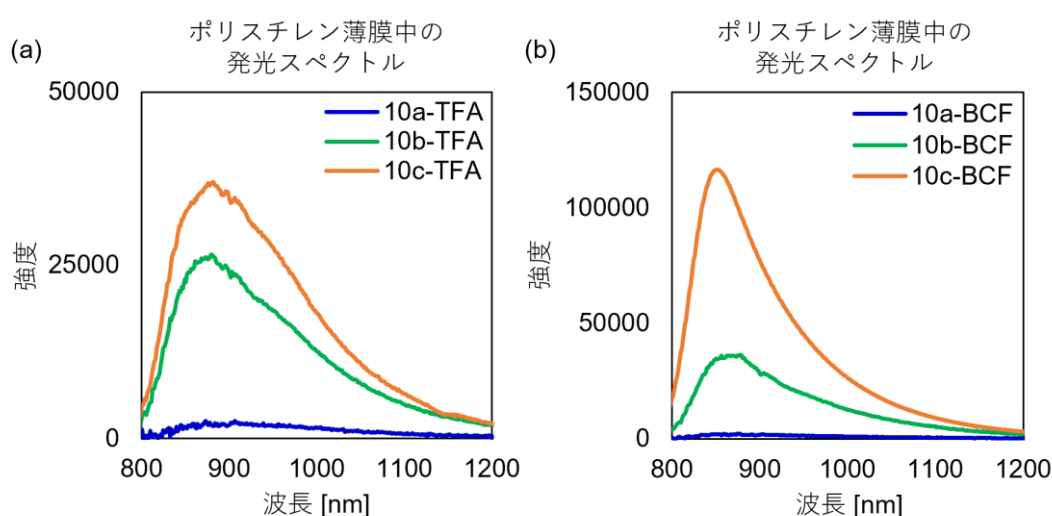 (a)
ポリスチレン薄膜中の
発光スペクトル
50000
25000
0
強度
10a-TFA
10b-TFA
10c-TFA
800
900
1000
1100
1200
波長 [nm]
(b)
ポリスチレン薄膜中の
発光スペクトル
150000
100000
50000
0
強度
10a-BCF
10b-BCF
10c-BCF
800
900
1000
1100
1200
波長 [nm]